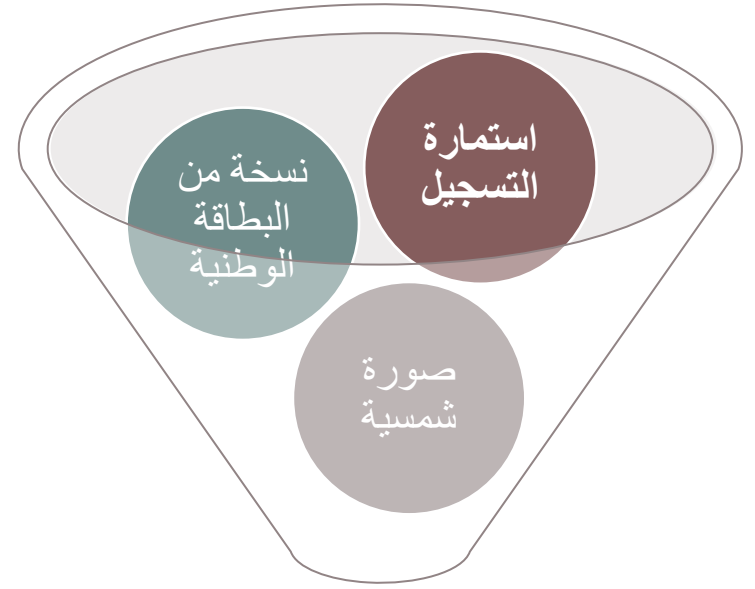 استمارة
التسجيل
نسخة من
البطاقة
الوطنية
صورة
شمسية